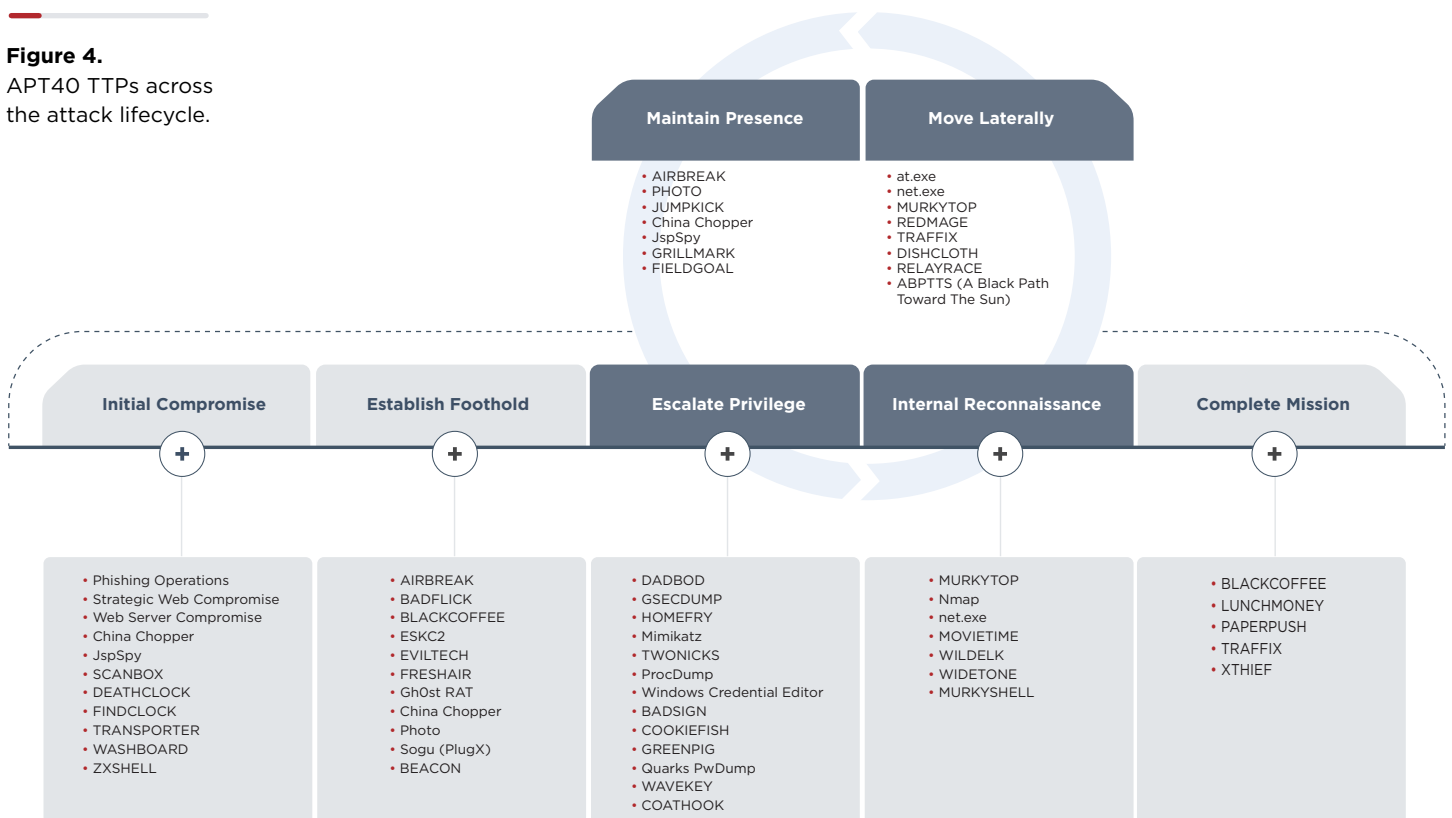 Figure 4.
APT40 TTPs across
the attack lifecycle.
Maintain Presence
• AIRBREAK
• PHOTO
• JUMPKICK
• China Chopper
• JspSpy
• GRILLMARK
• FIELDGOAL
Move Laterally
• at.exe
• net.exe
• MURKYTOP
• REDMAGE
• TRAFFIX
• DISHCLOTH
• RELAYRACE
• ABPTTS (A Black Path
Toward The Sun)
Initial Compromise
Establish Foothold
Escalate Privilege
Internal Reconnaissance
Complete Mission
+
+
+
+
+
• Phishing Operations
• Strategic Web Compromise
• Web Server Compromise
• China Chopper
• JspSpy
• SCANBOX
• DEATHCLOCK
• FINDCLOCK
• TRANSPORTER
• WASHBOARD
• ZXSHELL
• AIRBREAK
• BADFLICK
• BLACKCOFFEE
• ESKC2
• EVILTECH
• FRESHAIR
• Gh0st RAT
• China Chopper
• Photo
• Sogu (PlugX)
• BEACON
• DADBOD
• GSECDUMP
• HOMEFRY
• Mimikatz
• TWONICKS
• ProcDump
• Windows Credential Editor
• BADSIGN
• COOKIEFISH
• GREENPIG
• Quarks PwDump
• WAVEKEY
• COATHOOK
• MURKYTOP
• Nmap
• net.exe
• MOVIETIME
• WILDELK
• WIDETONE
• MURKYSHELL
• BLACKCOFFEE
• LUNCHMONEY
• PAPERPUSH
• TRAFFIX
• XTHIEF